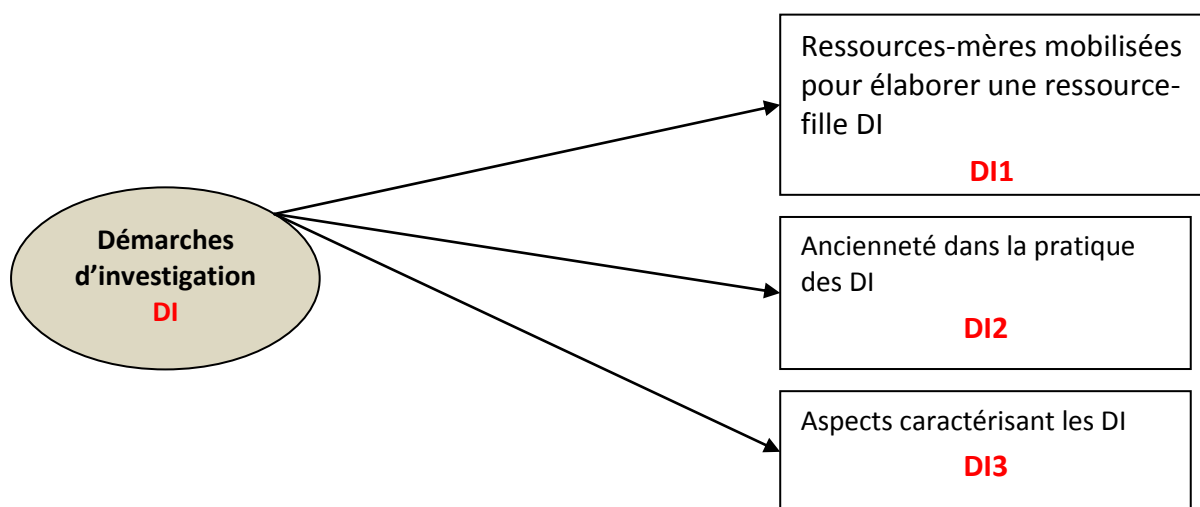 Ressources-mères mobilisées
pour élaborer une ressource-
fille DI
DI1
Démarches
d’investigation
DI
Ancienneté dans la pratique
des DI
DI2
Aspects caractérisant les DI
DI3